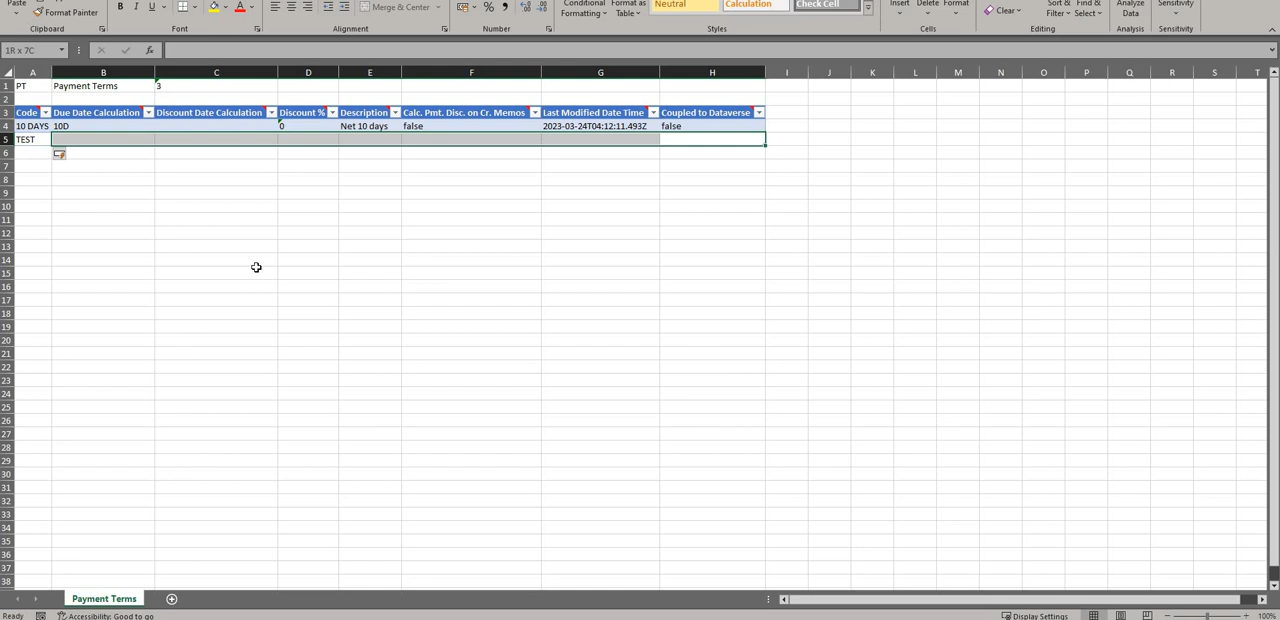 Paste
Format Painter
B I U
A
Merge & Center
% 9
Conditional
Formatting
Format as
Table
Neutral
Calculation
Check Cell
Insert Delete Format
Clear
Sort &
Filter
Find &
Select
Analyze
Data
Sensitivity
Clipboard
Font
Alignment
Number
Styles
Cells
Editing
Analysis
Sensitivity
1R x 7C
fx
A B C D E F G H I J K L M N O P Q R S T
1 PT Payment Terms 3
2
3 Code Due Date Calculation Discount Date Calculation Discount % Description Calc. Pmt. Disc. on Cr. Memos Last Modified Date Time Coupled to Dataverse
4 10 DAYS 10D 0 Net 10 days false 2023-03-24T04:12:11.493Z false
5 TEST
6
7
8
9
10
11
12
13
14
15
16
17
18
19
20
21
22
23
24
25
26
27
28
29
30
31
32
33
34
35
36
37
38
Payment Terms
Ready Accessibility: Good to go Display Settings 100%